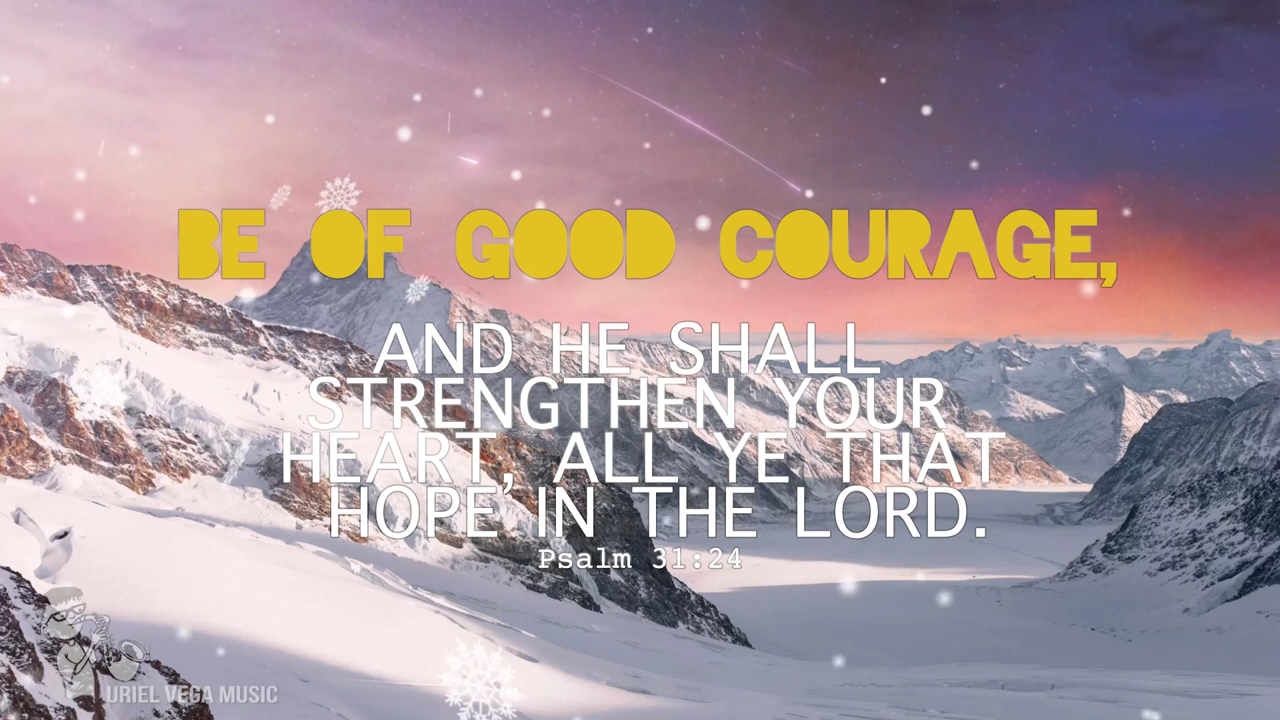 BE OF GOOD COURAGE,
AND HE SHALL
STRENGTHEN YOUR
HEART, ALL YE THAT
HOPE IN THE LORD.
Psalm 31:24
URIEL VEGA MUSIC